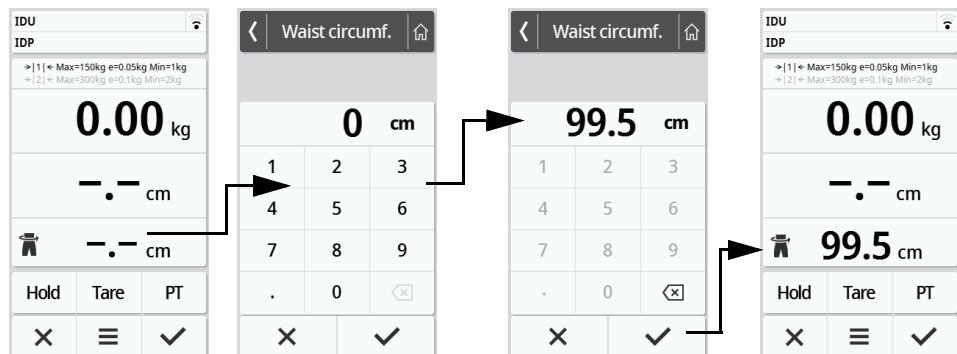 IDU
IDP
→|1|← Max=150kg e=0.05kg Min=1kg
→|2|← Max=300kg e=0.1kg Min=2kg
0.00 kg
–.– cm
–.– cm
Hold Tare PT
Waist circumf.
0 cm
1 2 3
4 5 6
7 8 9
. 0
Waist circumf.
99.5 cm
1 2 3
4 5 6
7 8 9
. 0
IDU
IDP
→|1|← Max=150kg e=0.05kg Min=1kg
→|2|← Max=300kg e=0.1kg Min=2kg
0.00 kg
–.– cm
99.5 cm
Hold Tare PT